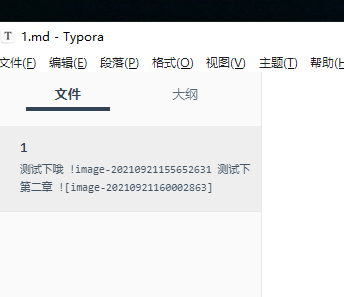 T 1.md - Typora
文件(F) 编辑(E) 段落(P) 格式(O) 视图(V) 主题(T) 帮助(H
文件 大纲
1
测试下哦 !image-20210921155652631 测试下
第二章 ![image-20210921160002863]